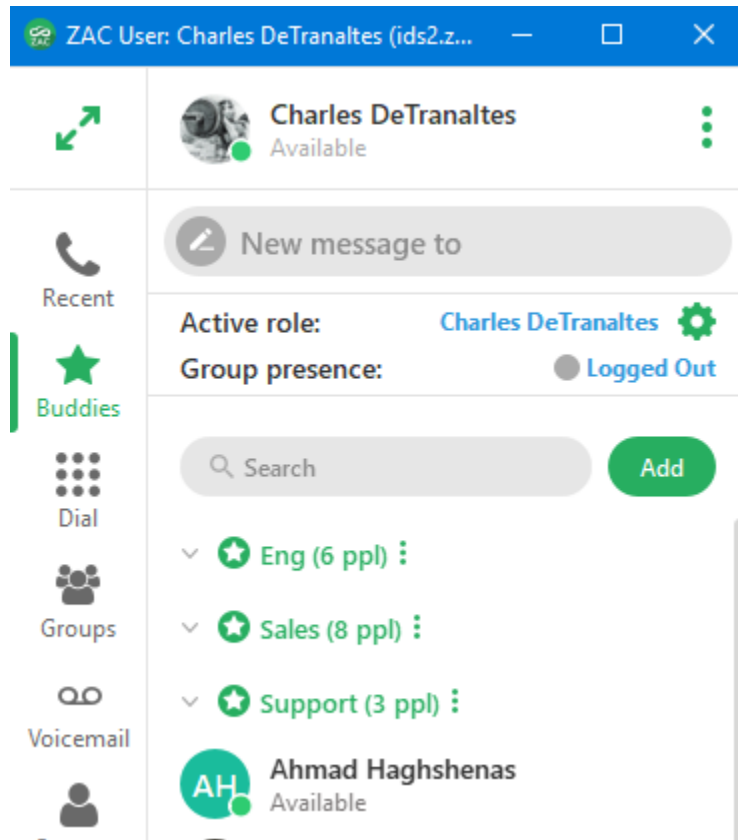 ZAC User: Charles DeTranaltes (ids2.z...
Charles DeTranaltes
Available
New message to
Recent
Active role: Charles DeTranaltes
Group presence: Logged Out
Buddies
Search
Add
Dial
Eng (6 ppl)
Groups
Sales (8 ppl)
Support (3 ppl)
Voicemail
AH
Ahmad Haghshenas
Available